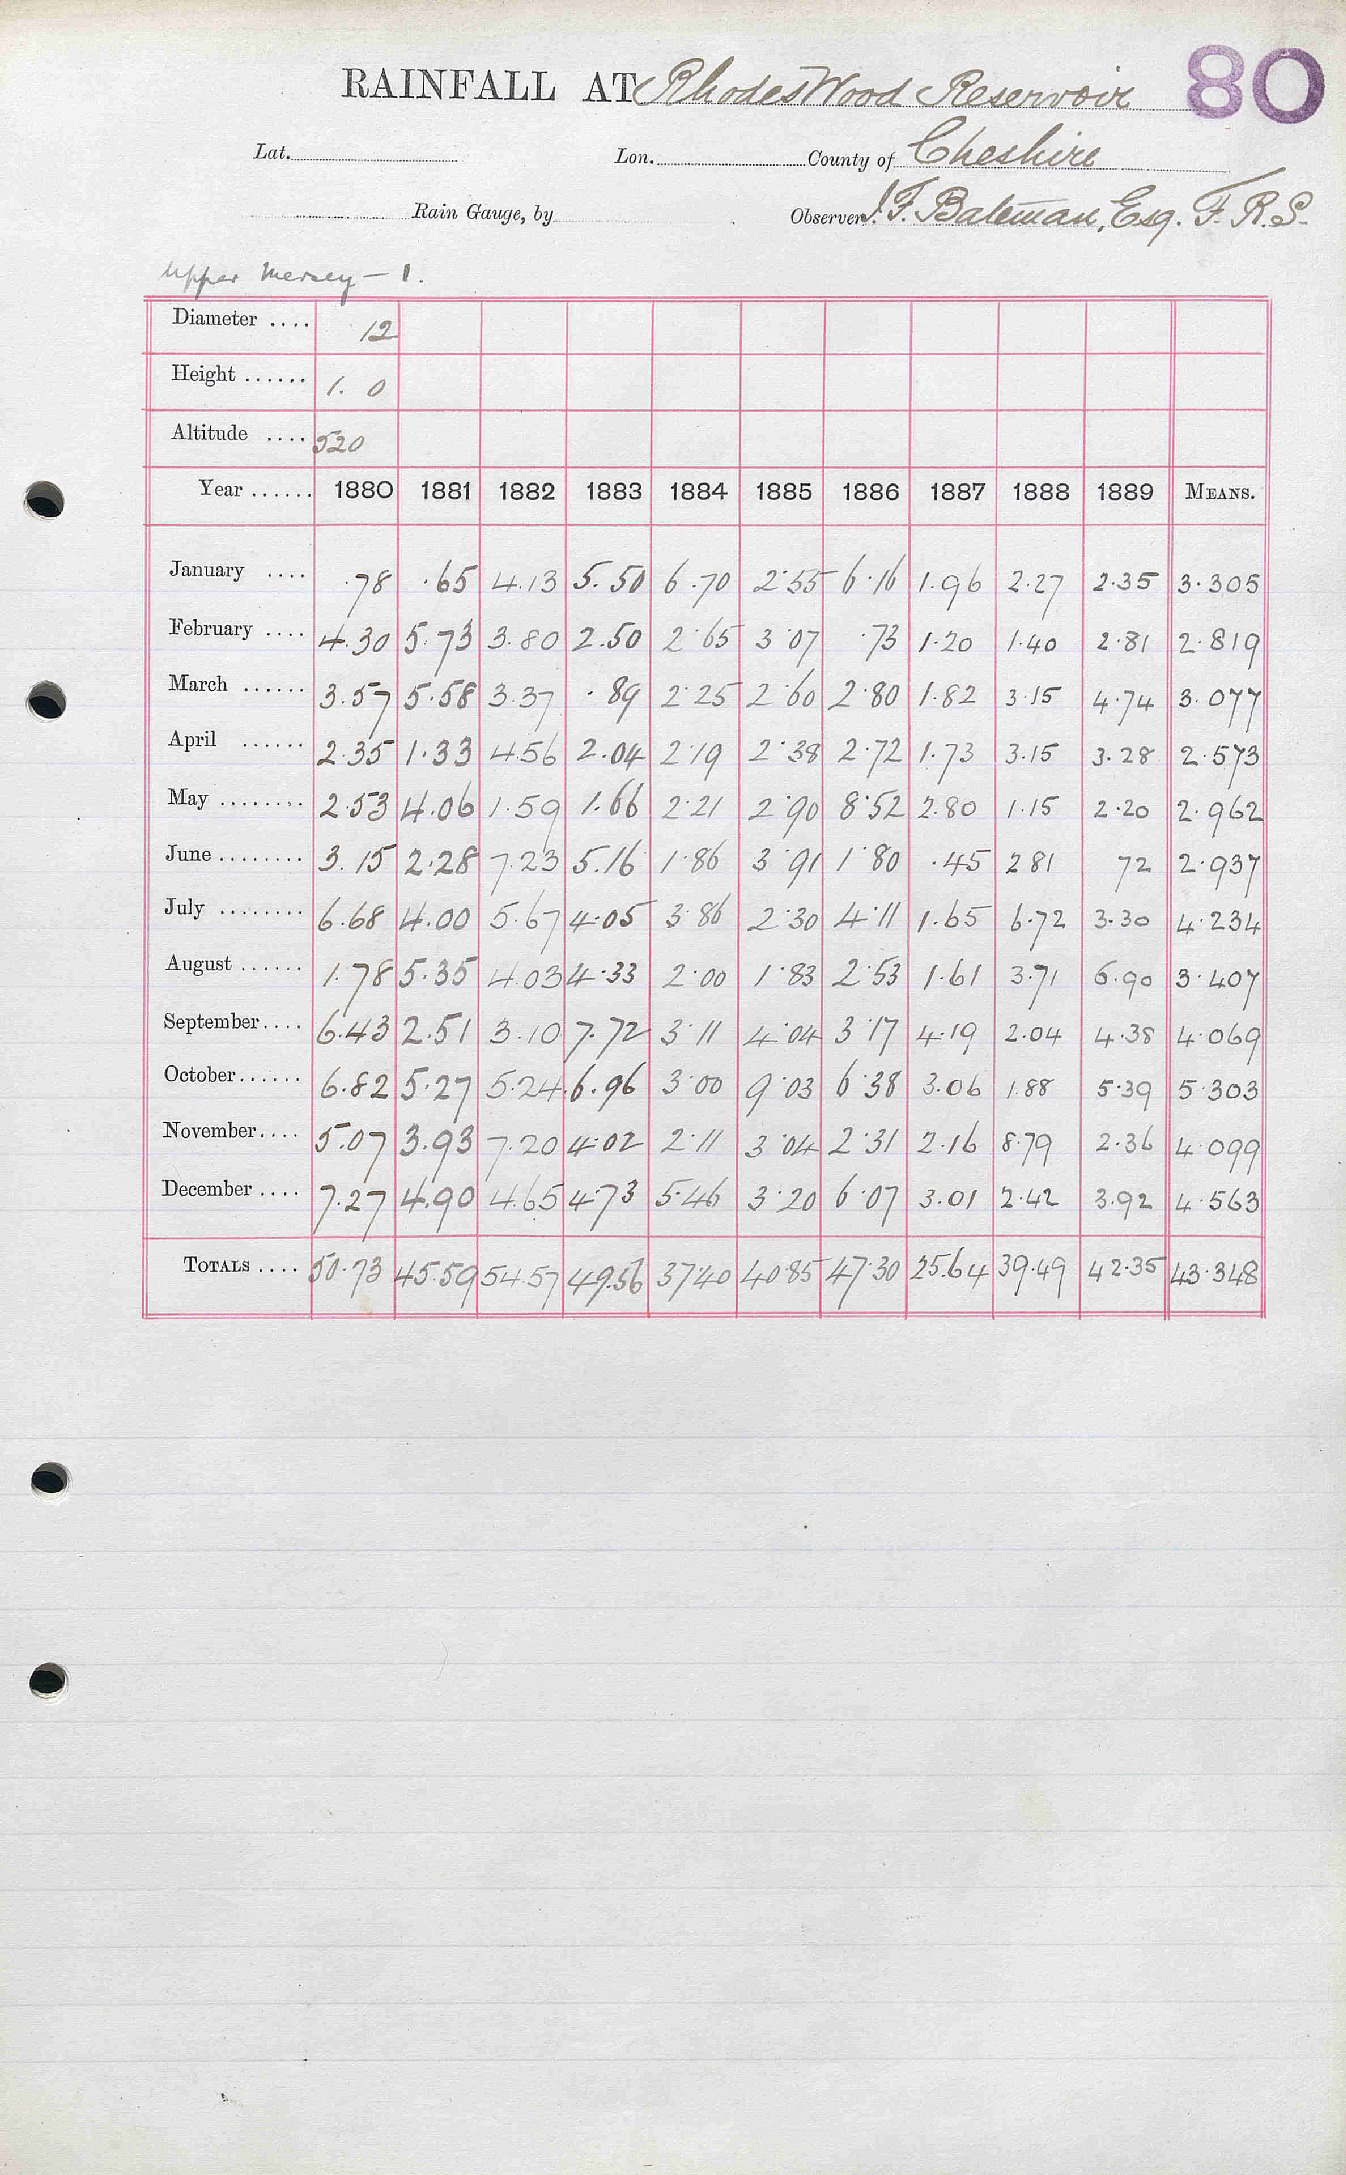 RAINFALL AT Rhodes Wood Reservoir 80
Lat. Lon. County of Cheshire
Rain Gauge, by Observer J. F. Bateman, Esq. F. R. S.
Upper Mersey - 1.
Diameter .... 12
Height ...... 1. 0
Altitude .... 520
Year ...... 1880 1881 1882 1883 1884 1885 1886 1887 1888 1889 MEANS.
January .... .78 .65 4.13 5.50 6.70 2.55 6.16 1.96 2.27 2.35 3.305
February .... 4.30 5.73 3.80 2.50 2.65 3.07 .73 1.20 1.40 2.81 2.819
March ...... 3.57 5.58 3.37 .89 2.25 2.60 2.80 1.82 3.15 4.74 3.077
April ...... 2.35 1.33 4.56 2.04 2.19 2.38 2.72 1.73 3.15 3.28 2.573
May ........ 2.53 4.06 1.59 1.66 2.21 2.90 8.52 2.80 1.15 2.20 2.962
June ........ 3.15 2.28 7.23 5.16 1.86 3.91 1.80 .45 2.81 72 2.937
July ........ 6.68 4.00 5.67 4.05 3.86 2.30 4.11 1.65 6.72 3.30 4.234
August ...... 1.78 5.35 4.03 4.33 2.00 1.83 2.53 1.61 3.71 6.90 3.407
September .... 6.43 2.51 3.10 7.72 3.11 4.04 3.17 4.19 2.04 4.38 4.069
October ...... 6.82 5.27 5.24 6.96 3.00 9.03 6.38 3.06 1.88 5.39 5.303
November .... 5.07 3.93 7.20 4.02 2.11 3.04 2.31 2.16 8.79 2.36 4.099
December .... 7.27 4.90 4.65 4.73 5.46 3.20 6.07 3.01 2.42 3.92 4.563
TOTALS .... 50.73 45.59 54.57 49.56 37.40 40.85 47.30 25.64 39.49 42.35 43.348